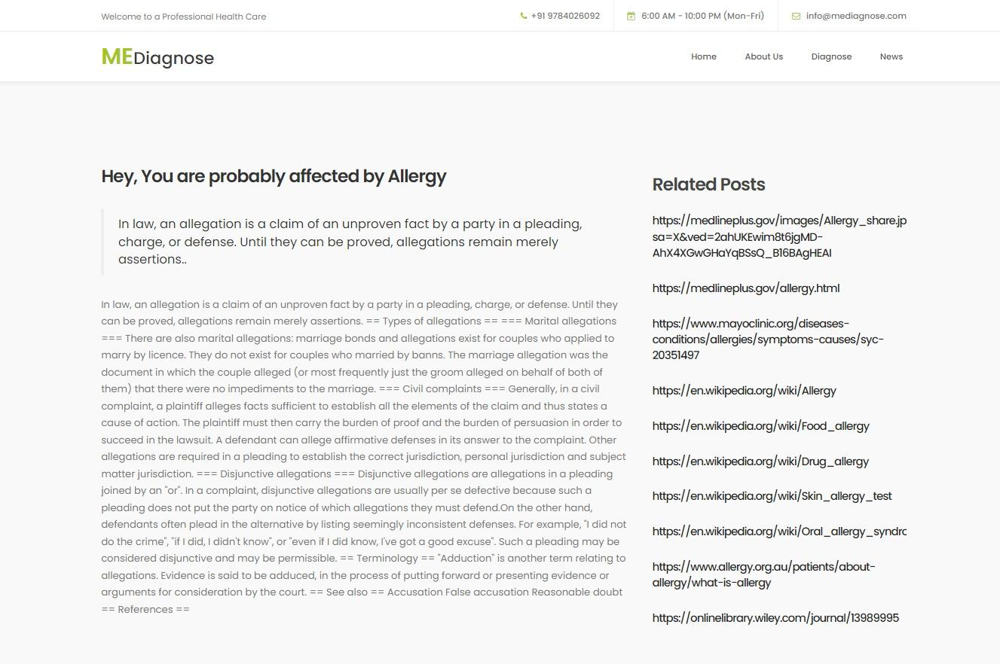 Welcome to a Professional Health Care
+91 9784026092
6:00 AM - 10:00 PM (Mon-Fri)
info@mediagnose.com
MEDiagnose
Home
About Us
Diagnose
News
Hey, You are probably affected by Allergy
In law, an allegation is a claim of an unproven fact by a party in a pleading,
charge, or defense. Until they can be proved, allegations remain merely
assertions..
In law, an allegation is a claim of an unproven fact by a party in a pleading, charge, or defense. Until they
can be proved, allegations remain merely assertions. == Types of allegations == === Marital allegations
=== There are also marital allegations: marriage bonds and allegations exist for couples who applied to
marry by licence. They do not exist for couples who married by banns. The marriage allegation was the
document in which the couple alleged (or most frequently just the groom alleged on behalf of both of
them) that there were no impediments to the marriage. === Civil complaints === Generally, in a civil
complaint, a plaintiff alleges facts sufficient to establish all the elements of the claim and thus states a
cause of action. The plaintiff must then carry the burden of proof and the burden of persuasion in order to
succeed in the lawsuit. A defendant can allege affirmative defenses in its answer to the complaint. Other
allegations are required in a pleading to establish the correct jurisdiction, personal jurisdiction and subject
matter jurisdiction. === Disjunctive allegations === Disjunctive allegations are allegations in a pleading
joined by an "or". In a complaint, disjunctive allegations are usually per se defective because such a
pleading does not put the party on notice of which allegations they must defend.On the other hand,
defendants often plead in the alternative by listing seemingly inconsistent defenses. For example, "I did not
do the crime", "if I did, I didn't know", or "even if I did know, I've got a good excuse". Such a pleading may be
considered disjunctive and may be permissible. == Terminology == "Adduction" is another term relating to
allegations. Evidence is said to be adduced, in the process of putting forward or presenting evidence or
arguments for consideration by the court. == See also == Accusation False accusation Reasonable doubt
== References ==
Related Posts
https://medlineplus.gov/images/Allergy_share.jp
sa=X&ved=2ahUKEwim8t6jgMD-
AhX4XGwGHaYqBSsQ_B16BAgHEAI
https://medlineplus.gov/allergy.html
https://www.mayoclinic.org/diseases-
conditions/allergies/symptoms-causes/syc-
20351497
https://en.wikipedia.org/wiki/Allergy
https://en.wikipedia.org/wiki/Food_allergy
https://en.wikipedia.org/wiki/Drug_allergy
https://en.wikipedia.org/wiki/Skin_allergy_test
https://en.wikipedia.org/wiki/Oral_allergy_syndro
https://www.allergy.org.au/patients/about-
allergy/what-is-allergy
https://onlinelibrary.wiley.com/journal/13989995